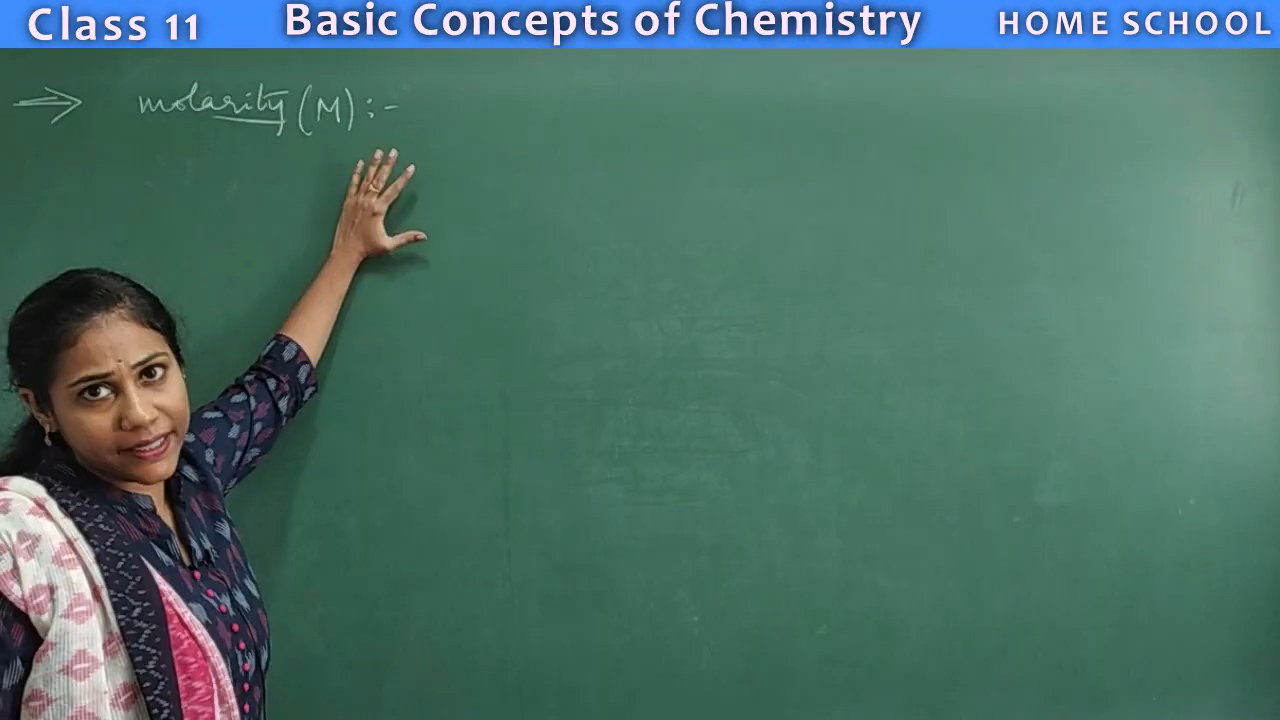 Class 11 Basic Concepts of Chemistry HOME SCHOOL
⇒ molarity (M) :-